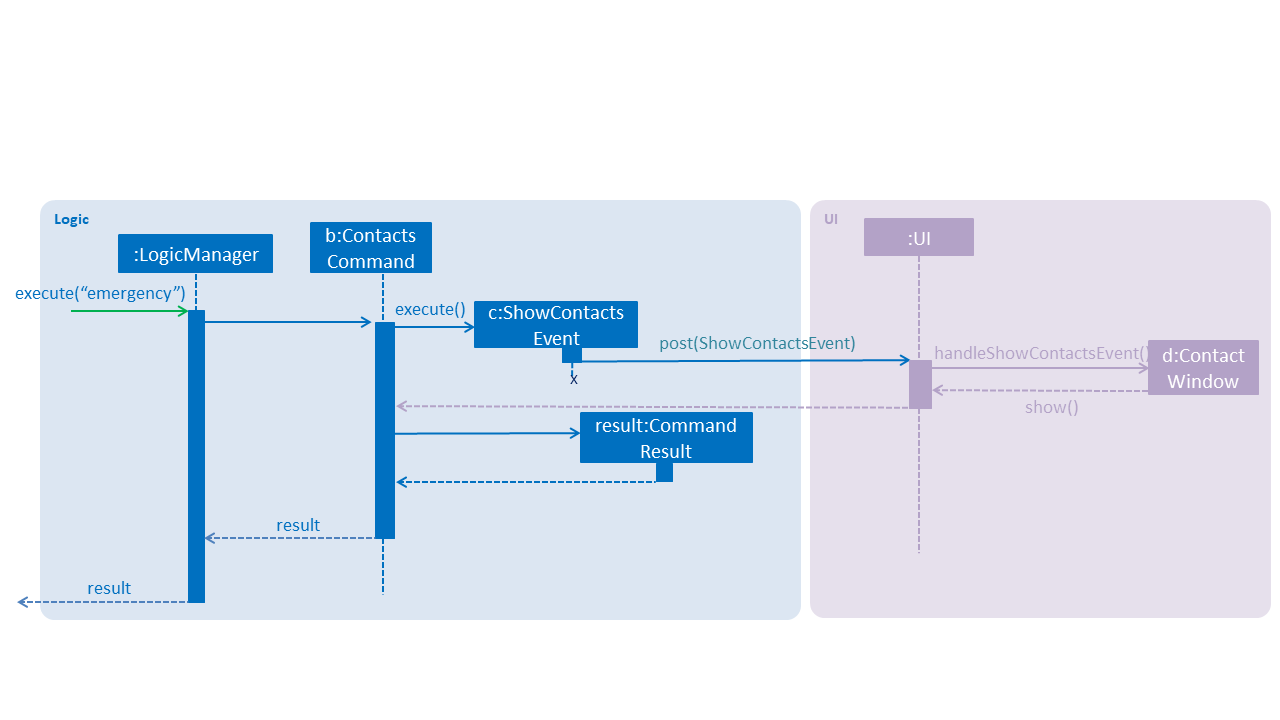 Logic
UI
:LogicManager
b:Contacts
Command
:UI
execute(“emergency”)
execute()
c:ShowContacts
Event
post(ShowContactsEvent)
handleShowContactsEvent()
d:Contact
Window
x
show()
result:Command
Result
result
result